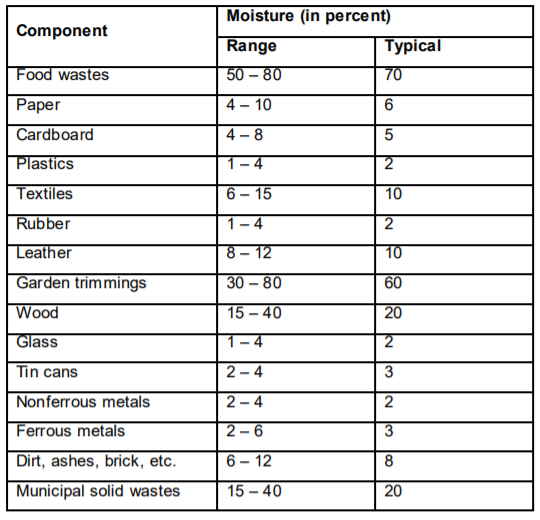 Component Moisture (in percent)
Range Typical
Food wastes 50 – 80 70
Paper 4 – 10 6
Cardboard 4 – 8 5
Plastics 1 – 4 2
Textiles 6 – 15 10
Rubber 1 – 4 2
Leather 8 – 12 10
Garden trimmings 30 – 80 60
Wood 15 – 40 20
Glass 1 – 4 2
Tin cans 2 – 4 3
Nonferrous metals 2 – 4 2
Ferrous metals 2 – 6 3
Dirt, ashes, brick, etc. 6 – 12 8
Municipal solid wastes 15 – 40 20